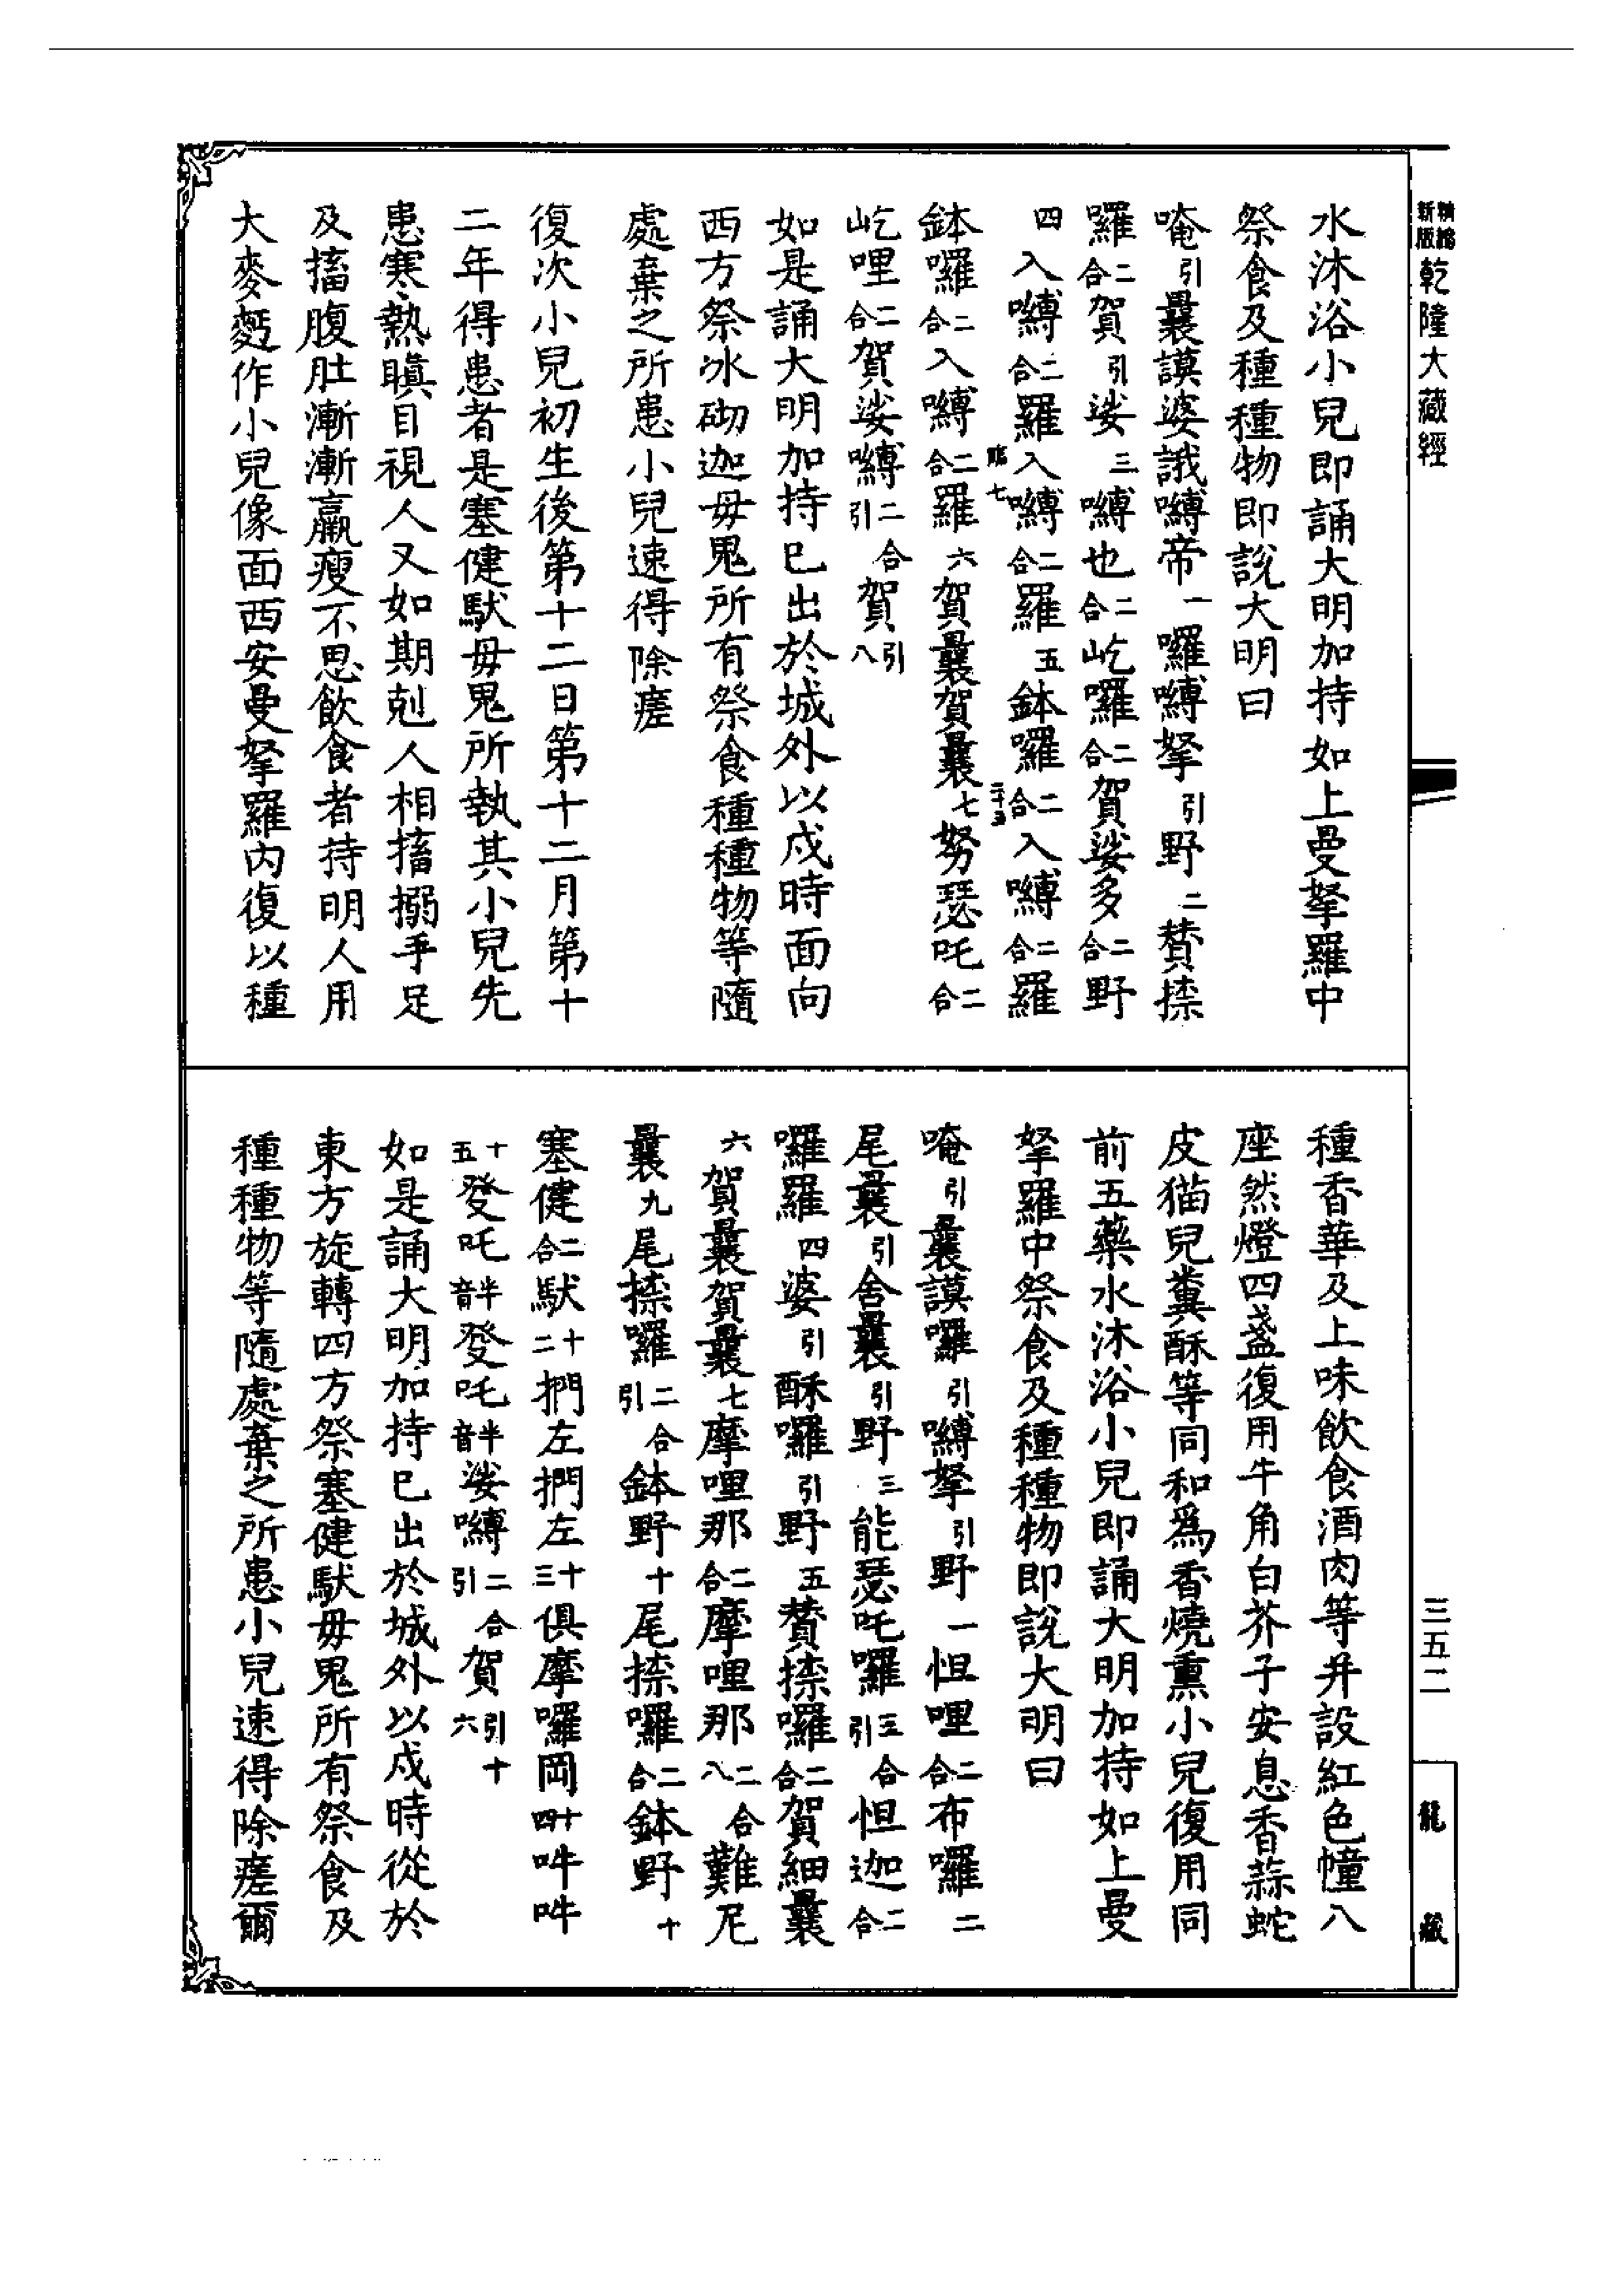 精縮新版乾隆大藏經
水沐浴小兒即誦大明加持如上曼拏羅中
祭食及種種物即說大明曰
唵引曩謨婆誐嚩帝一囉嚩拏引野二贊捺
囉二合賀引娑三嚩也二合屹囉二合賀娑多二合野
四入嚩二合羅入嚩二合羅五鉢囉二合入嚩二合羅
鉢囉二合入嚩二合羅六賀曩賀曩七努瑟吒二合
屹哩二合賀娑嚩二合引賀引八
如是誦大明加持已出於城外以戌時面向
西方祭冰砌迦毋鬼所有祭食種種物等隨
處棄之所患小兒速得除瘥
復次小兒初生後第十二日第十二月第十
二年得患者是塞健馱毋鬼所執其小兒先
患寒熱瞋目視人又如期剋人相搐搦手足
及搐腹肚漸漸羸瘦不思飲食者持明人用
大麥麪作小兒像面西安曼拏羅內復以種
種香華及上味飲食酒肉等并設紅色幢八
座然燈四盞復用牛角白芥子安息香蒜蛇
皮猫兒糞酥等同和爲香燒熏小兒復用同
前五藥水沐浴小兒即誦大明加持如上曼
拏羅中祭食及種種物即說大明曰
唵引曩謨囉引嚩拏引野一怛哩二合布囉二
尾曩引舍曩引野三能瑟吒囉三合引怛迦二合
囉羅四婆引酥囉引野五贊捺囉二合賀細曩
六賀曩賀曩七摩哩那二合摩哩那二合八難尼
曩九尾捺囉二合引鉢野十尾捺囉二合鉢野十
塞健二合馱十二捫左捫左十三俱摩囉岡十四吽吽
十五癹吒半音癹吒半音娑嚩二合引賀引十六
如是誦大明加持已出於城外以戌時從於
東方旋轉四方祭塞健馱毋鬼所有祭食及
種種物等隨處棄之所患小兒速得除瘥爾
三五二
龍藏